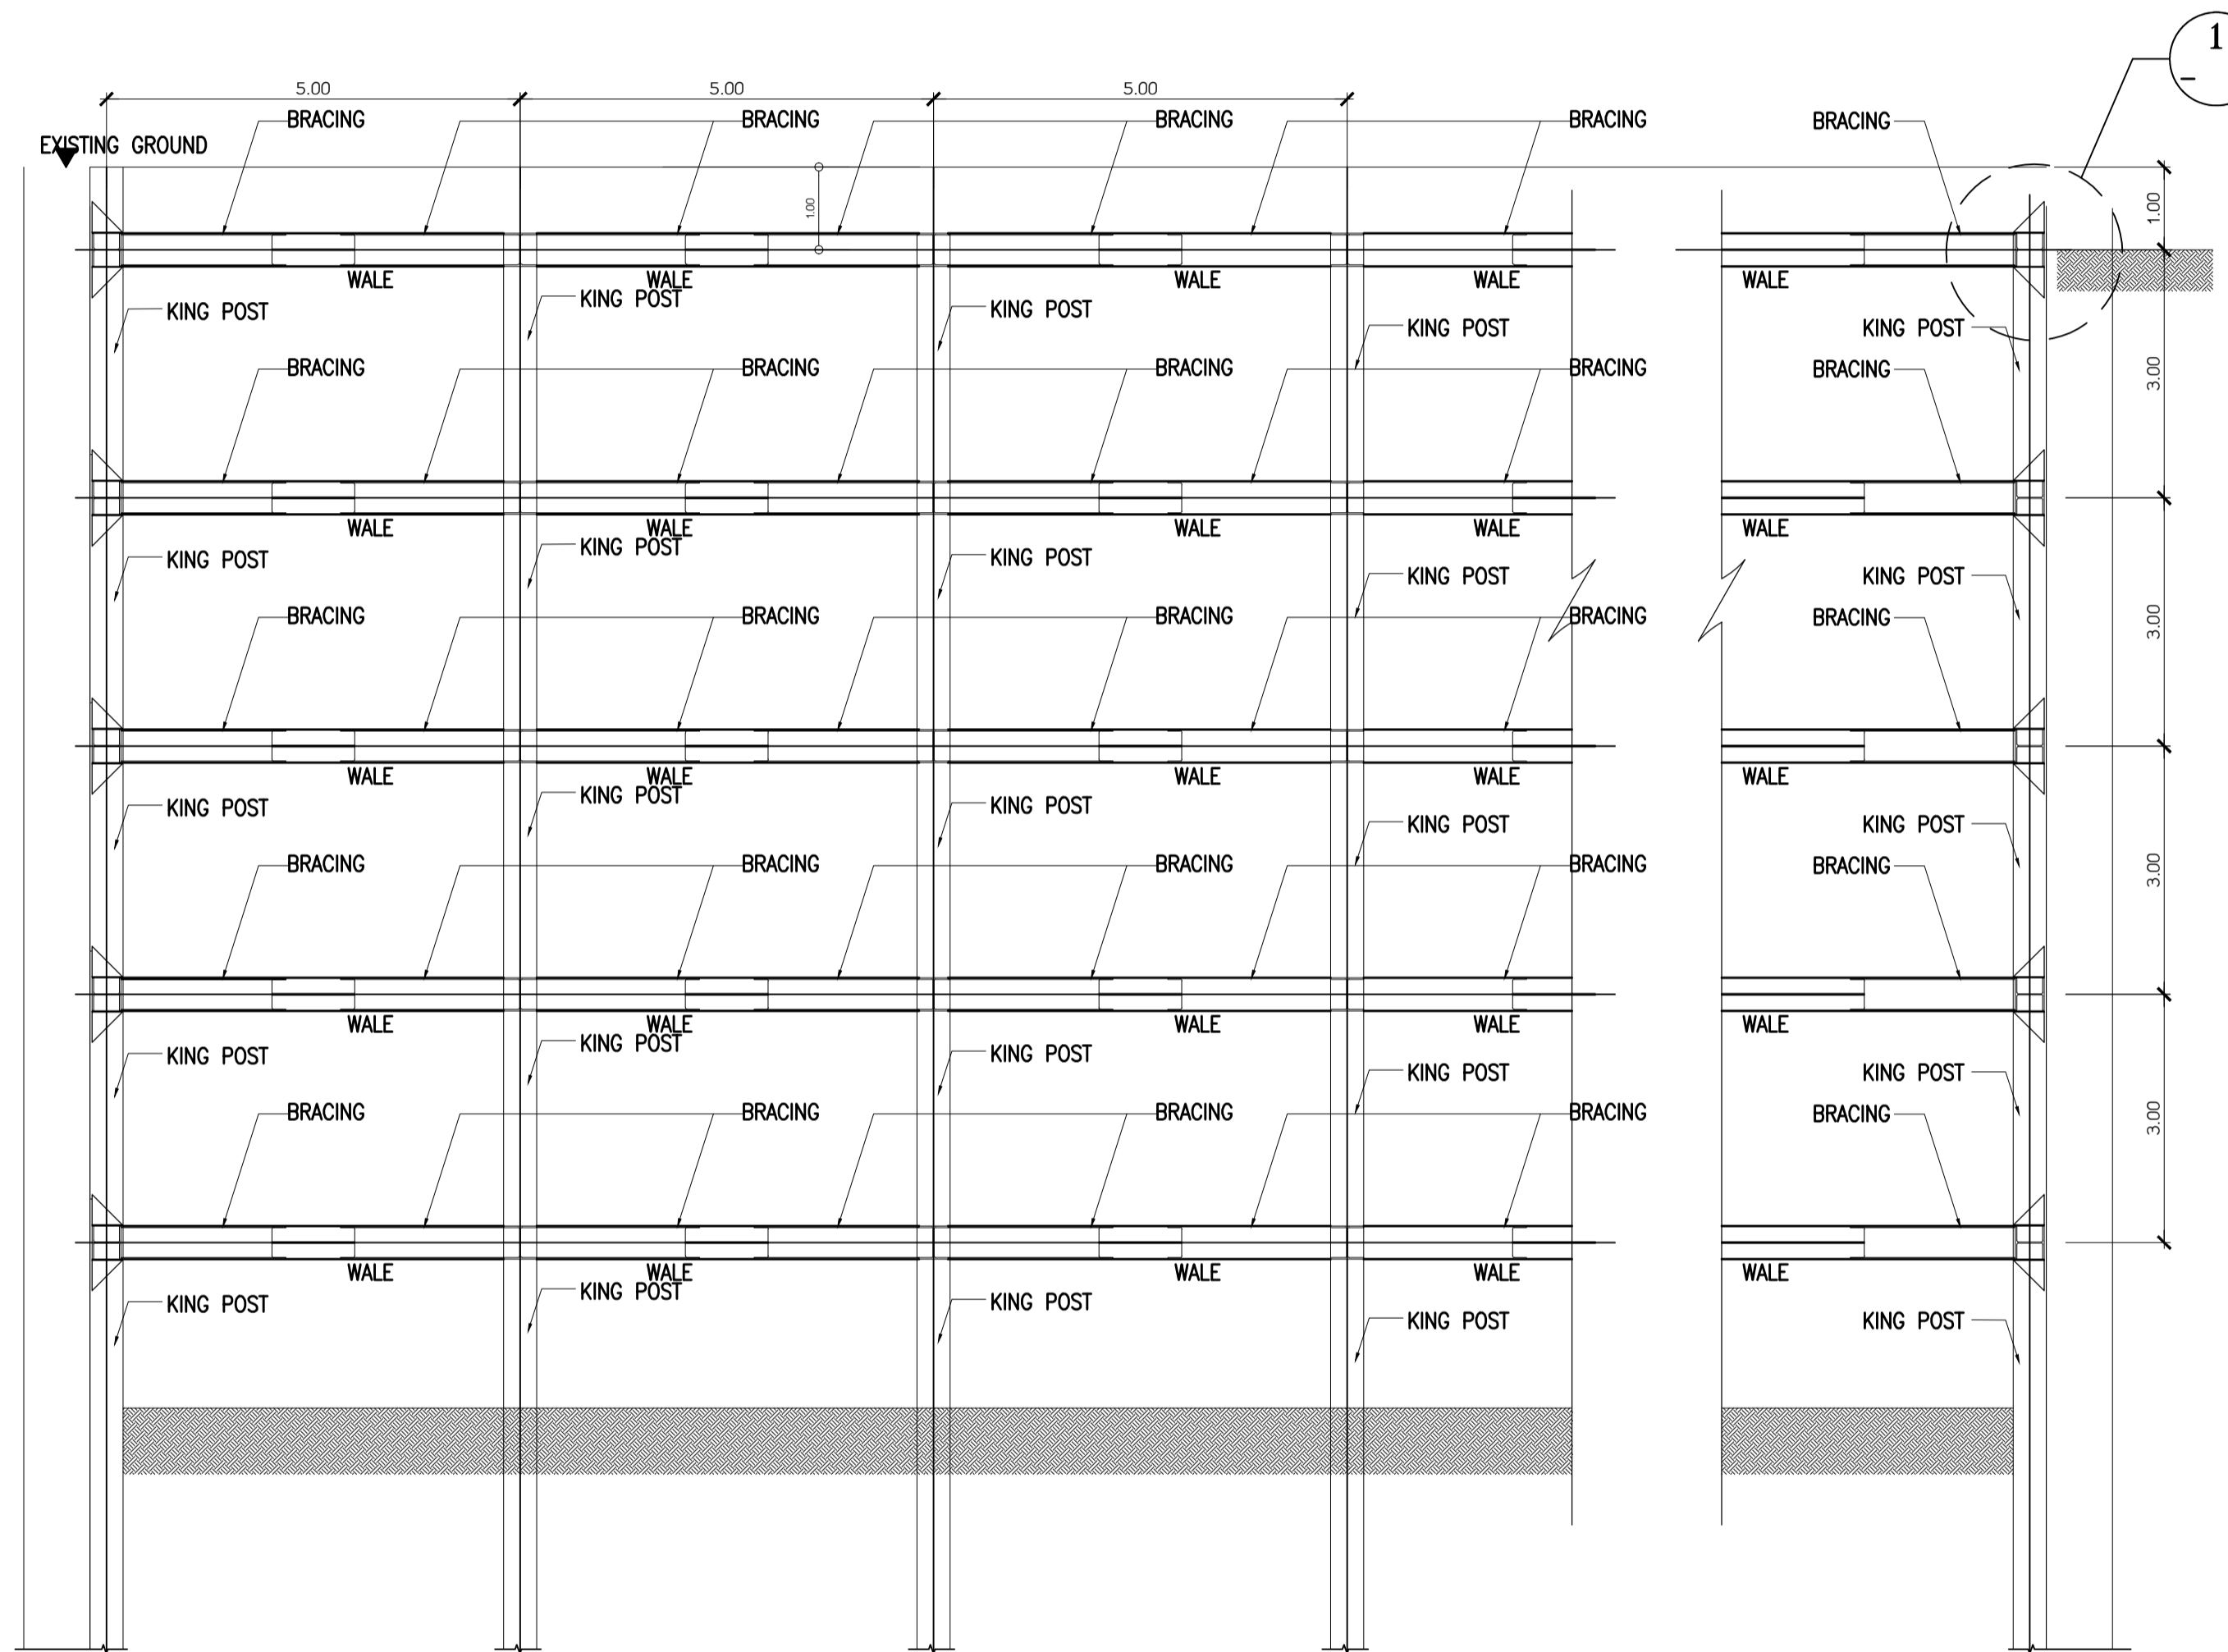 1
–
5.00 5.00 5.00
BRACING BRACING BRACING BRACING BRACING
EXISTING GROUND
1.00 1.00
WALE WALE WALE WALE WALE
KING POST KING POST KING POST KING POST KING POST
3.00
BRACING BRACING BRACING BRACING BRACING
WALE WALE WALE WALE WALE
KING POST KING POST KING POST KING POST KING POST
3.00
BRACING BRACING BRACING BRACING BRACING
WALE WALE WALE WALE WALE
KING POST KING POST KING POST KING POST KING POST
3.00
BRACING BRACING BRACING BRACING BRACING
WALE WALE WALE WALE WALE
KING POST KING POST KING POST KING POST KING POST
3.00
BRACING BRACING BRACING BRACING BRACING
WALE WALE WALE WALE WALE
KING POST KING POST KING POST KING POST KING POST